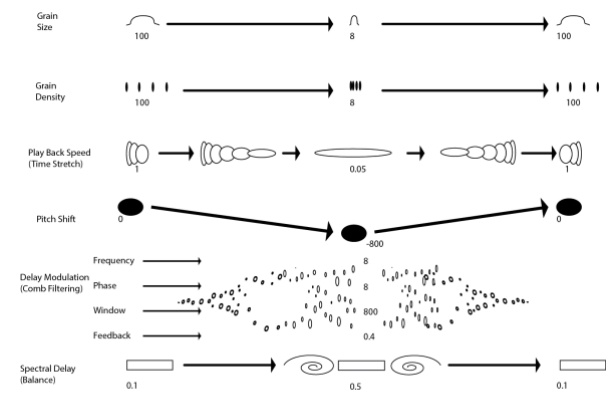 Grain
Size
100
8
100
Grain
Density
100
8
100
Play Back Speed
(Time Stretch)
1
0.05
1
Pitch Shift
0
-800
0
Frequency
8
Delay Modulation
(Comb Filtering)
Phase
8
Window
800
Feedback
0.4
Spectral Delay
(Balance)
0.1
0.5
0.1